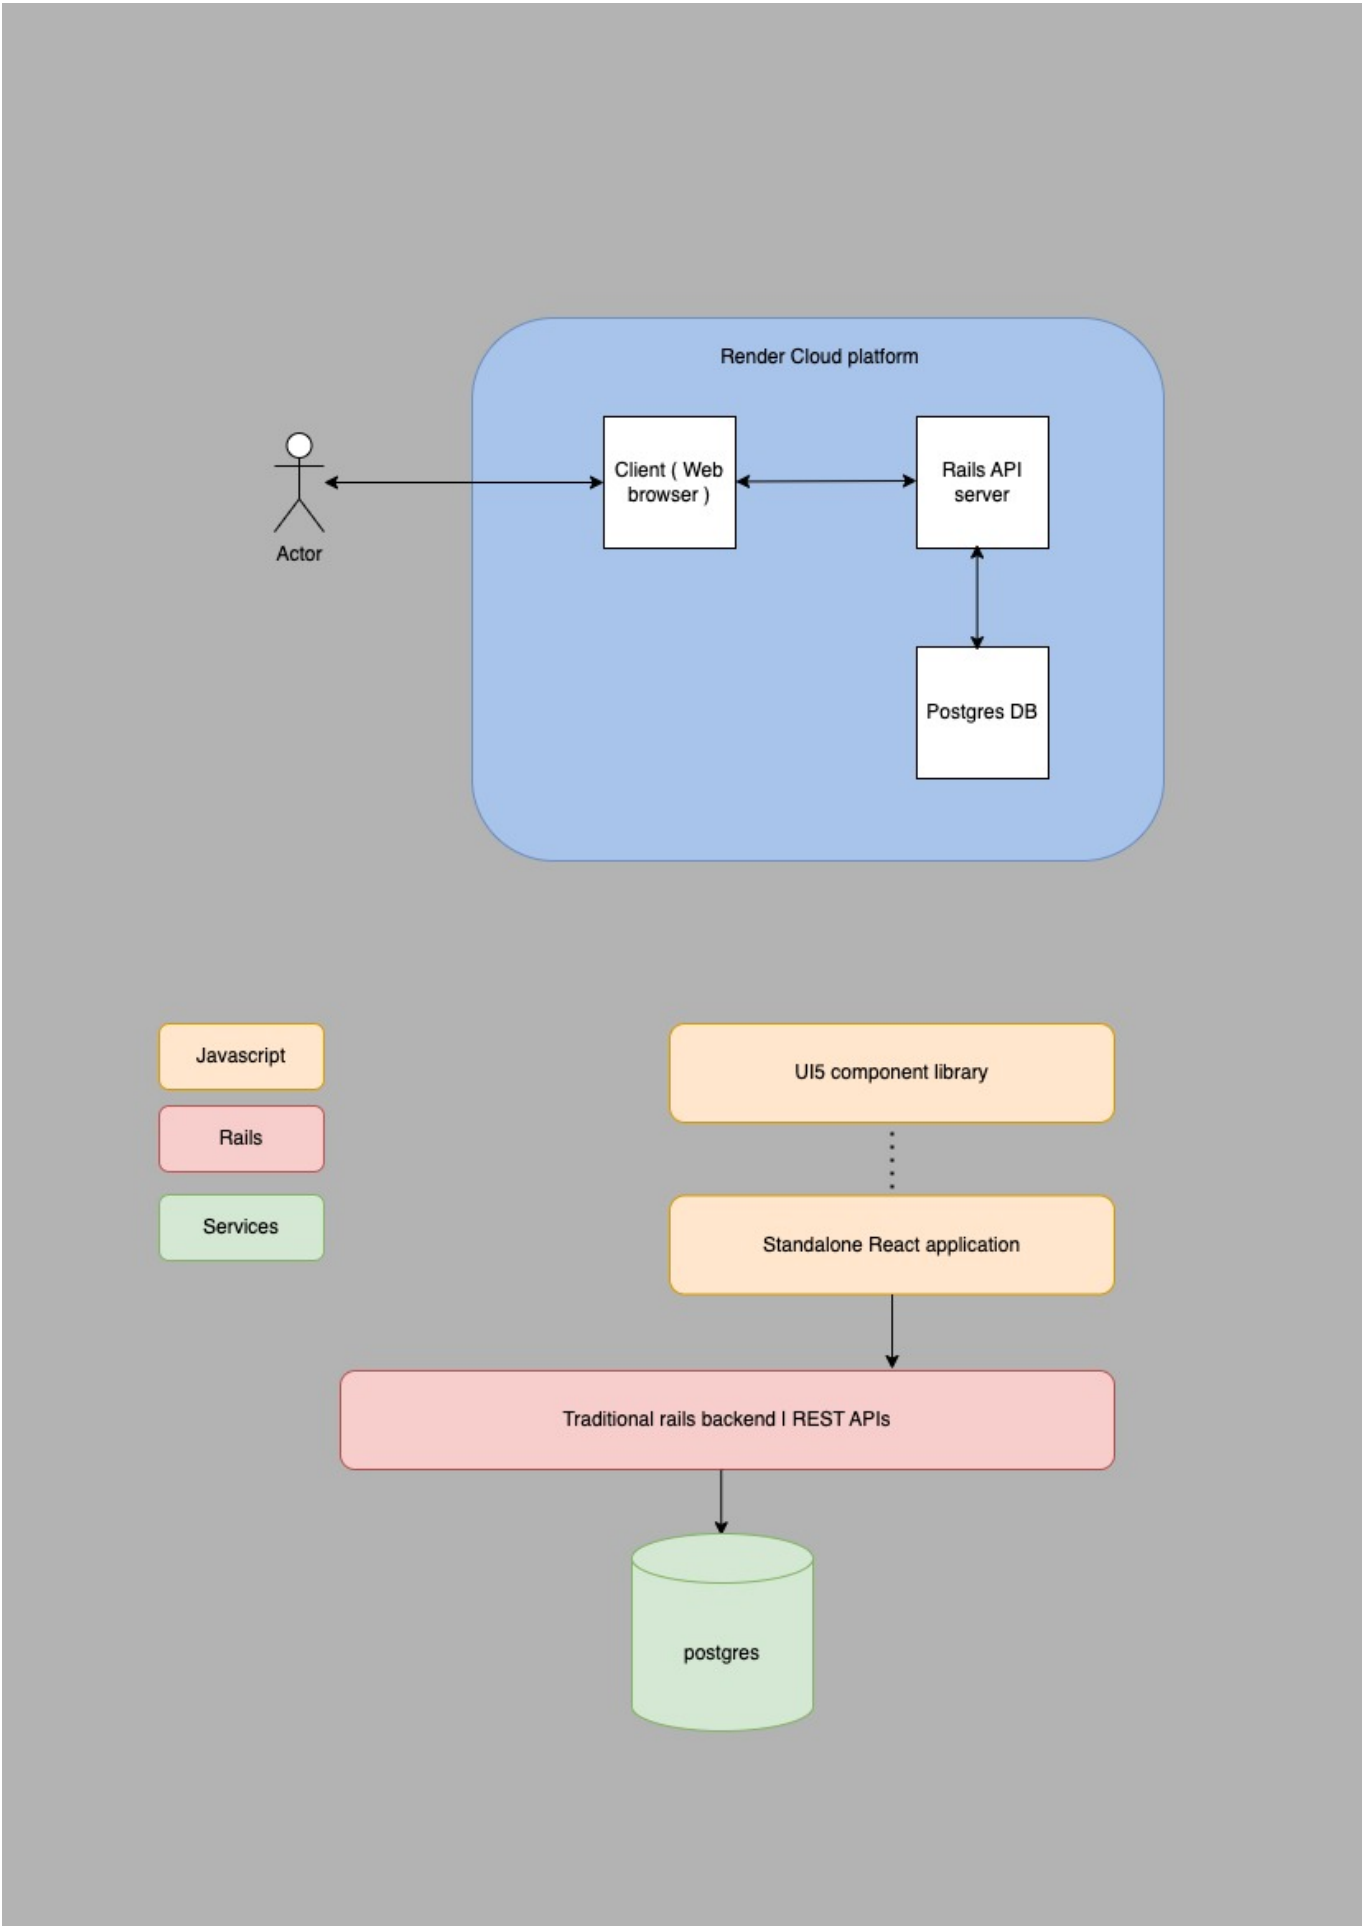 Render Cloud platform
Client ( Web
browser )
Rails API
server
Actor
Postgres DB
Javascript
Rails
Services
UI5 component library
Standalone React application
Traditional rails backend | REST APIs
postgres